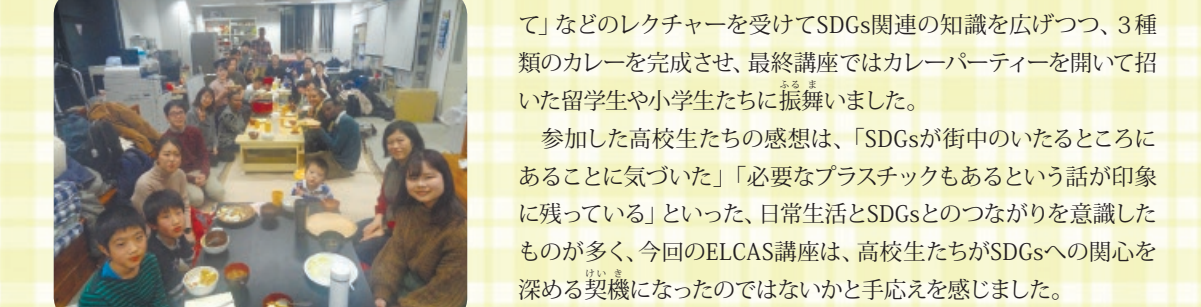 て」などのレクチャーを受けてSDGs関連の知識を広げつつ、３種
類のカレーを完成させ、最終講座ではカレーパーティーを開いて招
いた留学生や小学生たちに振舞いました。
ふるま
参加した高校生たちの感想は、「SDGsが街中のいたるところに
あることに気づいた」「必要なプラスチックもあるという話が印象
に残っている」といった、日常生活とSDGsとのつながりを意識した
ものが多く、今回のELCAS講座は、高校生たちがSDGsへの関心を
深める契機になったのではないかと手応えを感じました。
けいき